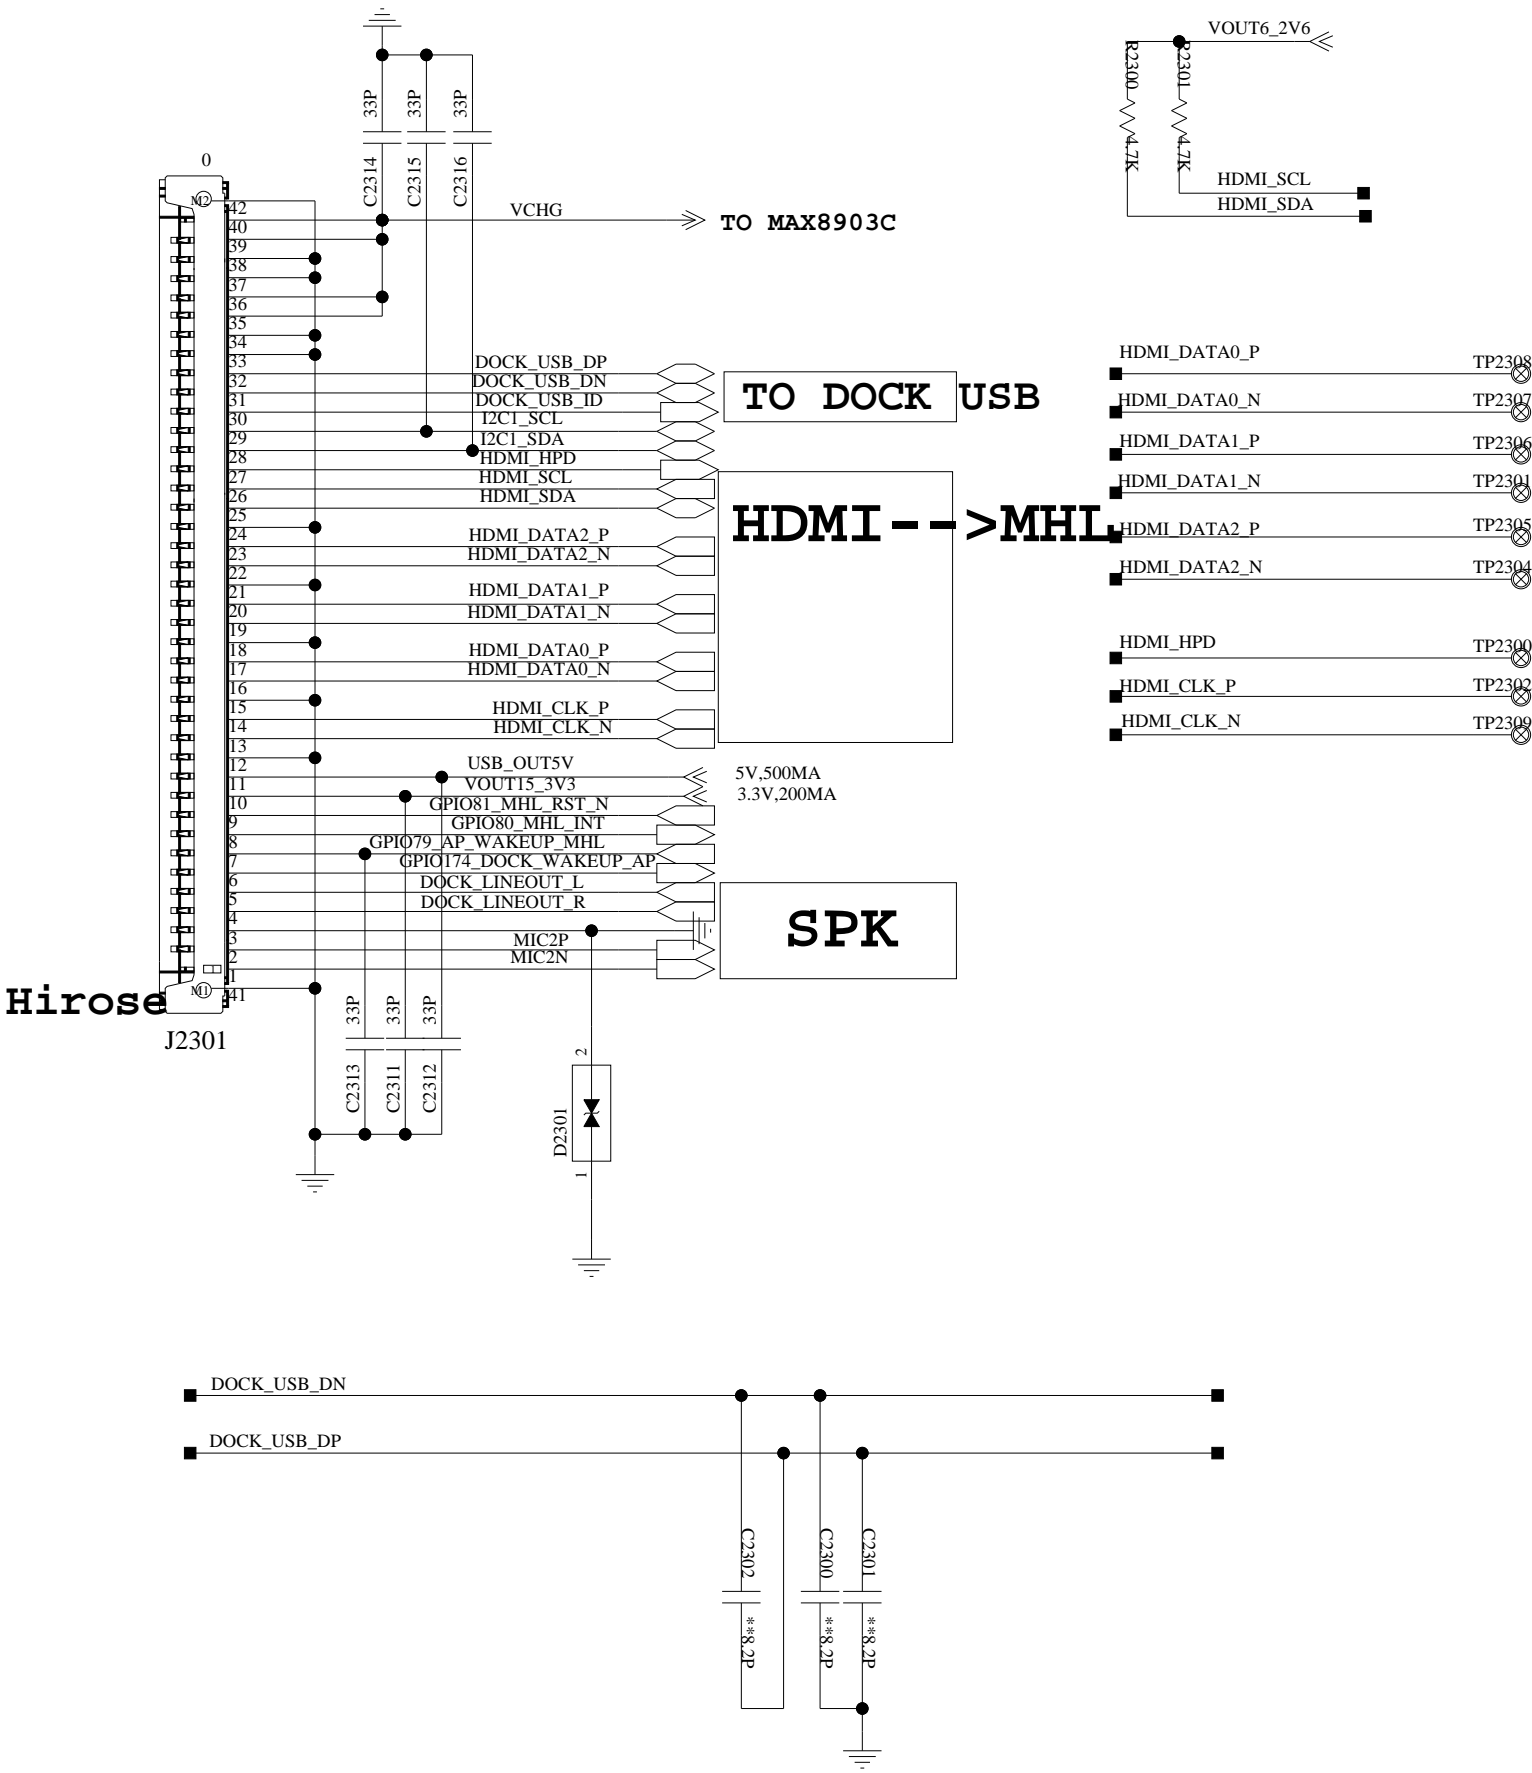 VOUT6_2V6
R2300
R2301
4.7K
4.7K
HDMI_SCL
HDMI_SDA
33P
33P
33P
C2314
C2315
C2316
0
M2
42
40
39
38
37
36
35
34
33
32
31
30
29
28
27
26
25
24
23
22
21
20
19
18
17
16
15
14
13
12
11
10
9
8
7
6
5
4
3
2
1
41
M1
Hirose
J2301
VCHG
TO MAX8903C
DOCK_USB_DP
DOCK_USB_DN
DOCK_USB_ID
I2C1_SCL
I2C1_SDA
HDMI_HPD
HDMI_SCL
HDMI_SDA
HDMI_DATA2_P
HDMI_DATA2_N
HDMI_DATA1_P
HDMI_DATA1_N
HDMI_DATA0_P
HDMI_DATA0_N
HDMI_CLK_P
HDMI_CLK_N
USB_OUT5V
VOUT15_3V3
GPIO81_MHL_RST_N
GPIO80_MHL_INT
GPIO79_AP_WAKEUP_MHL
GPIO174_DOCK_WAKEUP_AP
DOCK_LINEOUT_L
DOCK_LINEOUT_R
MIC2P
MIC2N
TO DOCK USB
HDMI-->MHL
5V,500MA
3.3V,200MA
SPK
HDMI_DATA0_P TP2308
HDMI_DATA0_N TP2307
HDMI_DATA1_P TP2306
HDMI_DATA1_N TP2301
HDMI_DATA2_P TP2305
HDMI_DATA2_N TP2304
HDMI_HPD TP2300
HDMI_CLK_P TP2302
HDMI_CLK_N TP2309
33P
33P
33P
C2313
C2311
C2312
2
D2301
1
DOCK_USB_DN
DOCK_USB_DP
C2302
C2300
C2301
**8.2P
**8.2P
**8.2P